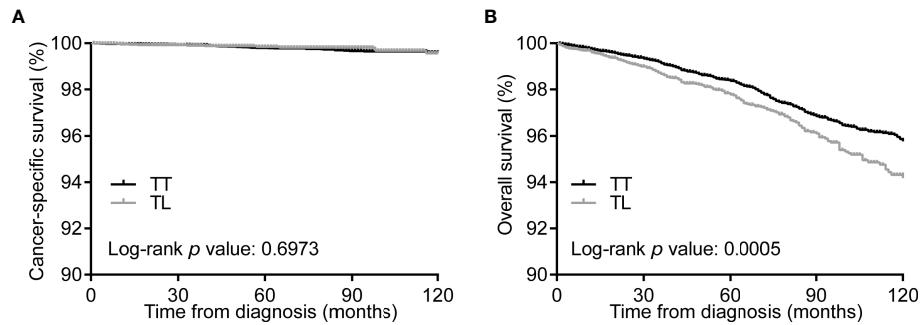 A
Cancer-specific survival (%)
100
98
96
94
92
90
TT
TL
Log-rank p value: 0.6973
0
30
60
90
120
Time from diagnosis (months)
B
Overall survival (%)
100
98
96
94
92
90
TT
TL
Log-rank p value: 0.0005
0
30
60
90
120
Time from diagnosis (months)